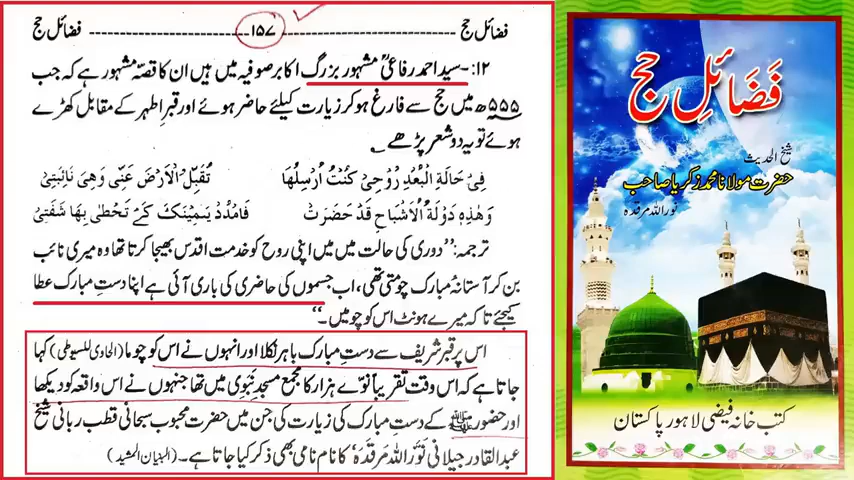 فضائل حج ---------- ۱۵۷ ---------- فضائل حج
۱۲:- سید احمد رفاعیؒ مشہور بزرگ اکابر صوفیہ میں ہیں ان کا قصّہ مشہور ہے کہ جب
۵۵۵ھ میں حج سے فارغ ہو کر زیارت کیلئے حاضر ہوئے اور قبر اطہر کے مقابل کھڑے
ہوئے تو یہ دو شعر پڑھے۔
فِیْ حَالَةِ الْبُعْدِ رُوْحِیْ كُنْتُ اُرْسِلُهَا تُقَبِّلُ الْاَرْضَ عَنِّی وَهِیَ نَائِبَتِیْ
وَهٰذِهٖ دَوْلَةُ الْاَشْبَاحِ قَدْ حَضَرَتْ فَامْدُدْ یَمِیْنَكَ كَیْ تَحْظٰی بِهَا شَفَتِیْ
ترجمہ: ’’دوری کی حالت میں میں اپنی روح کو خدمت اقدس بھیجا کرتا تھا وہ میری نائب
بن کر آستانۂ مبارک چومتی تھی، اب جسموں کی حاضری کی باری آئی ہے اپنا دستِ مبارک عطا
کیجئے تا کہ میرے ہونٹ اس کو چومیں۔‘‘
اس پر قبر شریف سے دستِ مبارک باہر نکلا اور انہوں نے اس کو چوما (الحاوی للسیوطی) کہا
جاتا ہے کہ اس وقت تقریباً نوّے ہزار کا مجمع مسجدِ نبوی میں تھا جنہوں نے اس واقعہ کو دیکھا
اور حضور ﷺ کے دستِ مبارک کی زیارت کی جن میں حضرت محبوب سبحانی قطب ربانی شیخ
عبدالقادر جیلانی نَوَّرَ اللہ مَرقَدَہٗ کا نام نامی بھی ذکر کیا جاتا ہے۔ (البنیان المشید)
فَضَائلِ حج
شیخ الحدیث
حضرت مولانا محمد زکریا صاحب
نور اللہ مرقدہ
کتب خانہ فیضی لاہور پاکستان